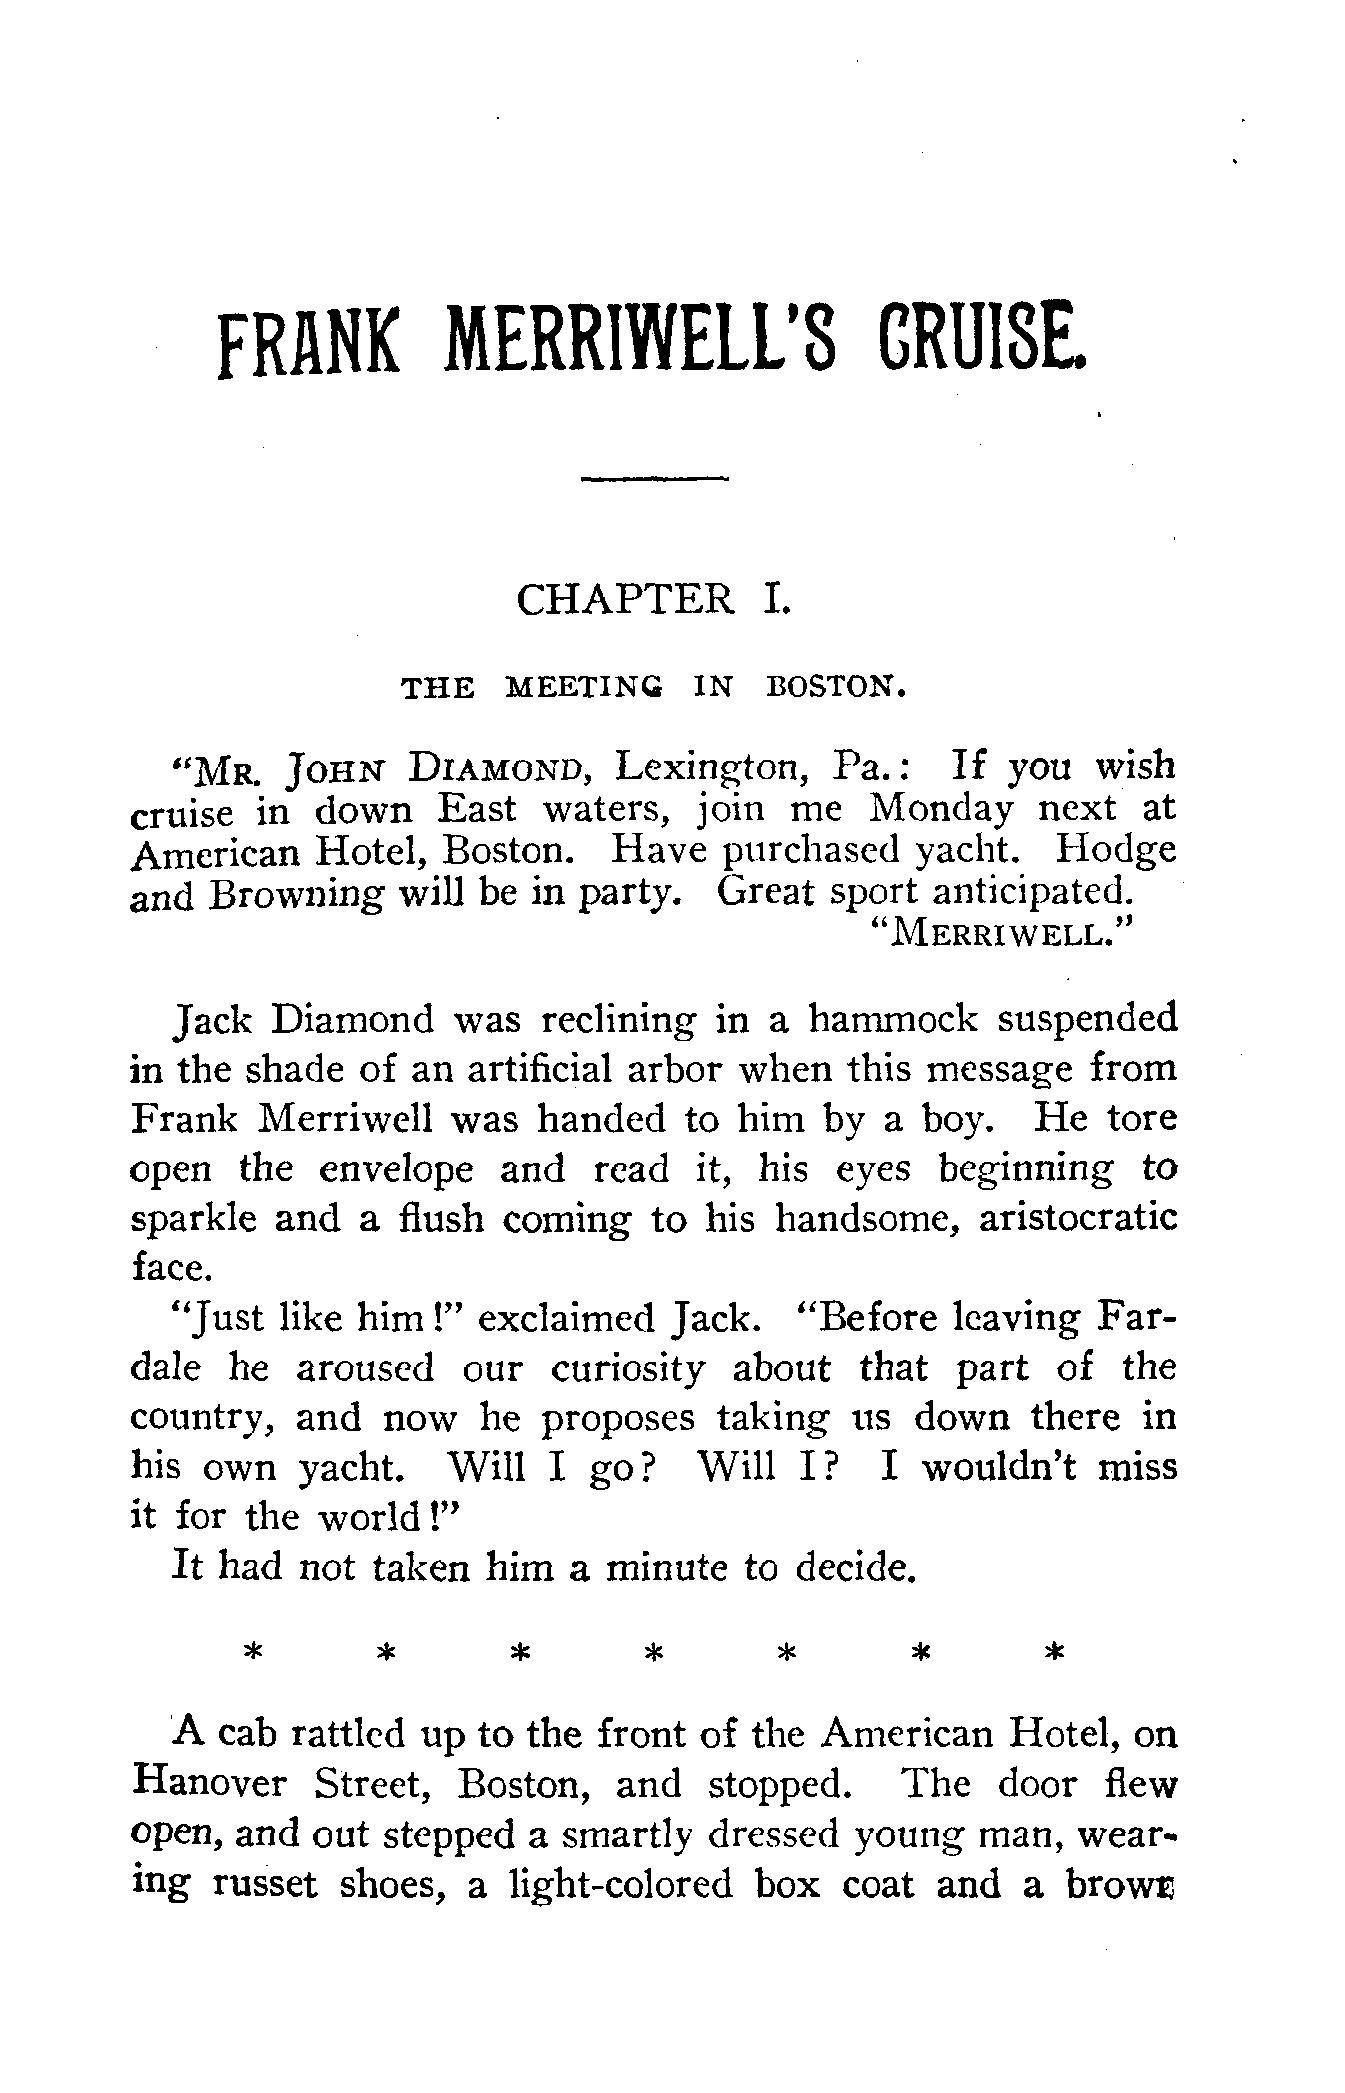 FRANK MERRIWELL'S CRUISE.
CHAPTER I.
THE MEETING IN BOSTON.
"MR. JOHN DIAMOND, Lexington, Pa.: If you wish
cruise in down East waters, join me Monday next at
American Hotel, Boston. Have purchased yacht. Hodge
and Browning will be in party. Great sport anticipated.
"MERRIWELL."
Jack Diamond was reclining in a hammock suspended
in the shade of an artificial arbor when this message from
Frank Merriwell was handed to him by a boy. He tore
open the envelope and read it, his eyes beginning to
sparkle and a flush coming to his handsome, aristocratic
face.
"Just like him!" exclaimed Jack. "Before leaving Far-
dale he aroused our curiosity about that part of the
country, and now he proposes taking us down there in
his own yacht. Will I go? Will I? I wouldn't miss
it for the world!"
It had not taken him a minute to decide.
* * * * * * *
A cab rattled up to the front of the American Hotel, on
Hanover Street, Boston, and stopped. The door flew
open, and out stepped a smartly dressed young man, wear-
ing russet shoes, a light-colored box coat and a brown